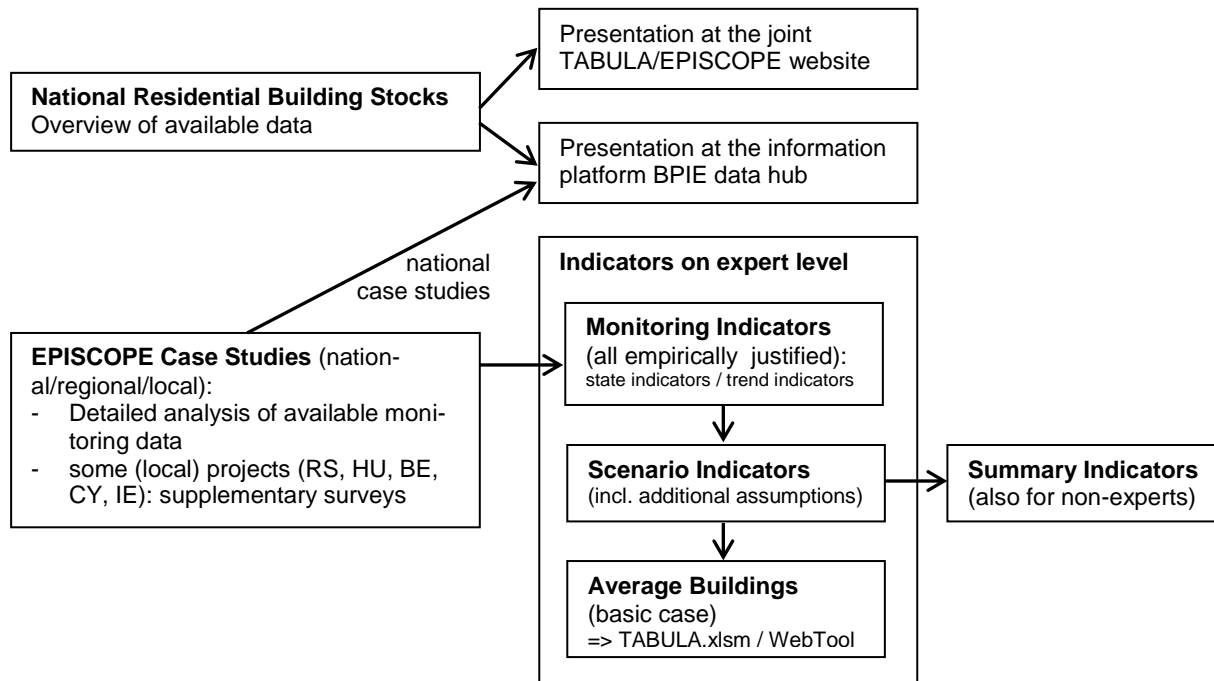 Presentation at the joint
TABULA/EPISCOPE website
National Residential Building Stocks
Overview of available data
Presentation at the information
platform BPIE data hub
national
case studies
Indicators on expert level
Monitoring Indicators
(all empirically justified):
state indicators / trend indicators
EPISCOPE Case Studies (nation-
al/regional/local):
- Detailed analysis of available moni-
toring data
- some (local) projects (RS, HU, BE,
CY, IE): supplementary surveys
Scenario Indicators
(incl. additional assumptions)
Summary Indicators
(also for non-experts)
Average Buildings
(basic case)
=> TABULA.xlsm / WebTool